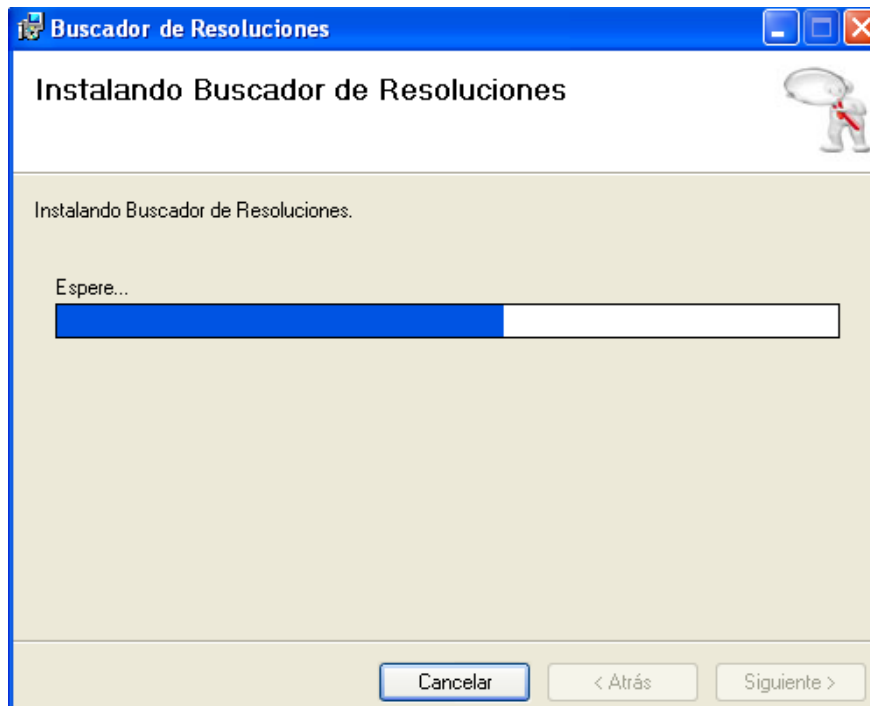 Buscador de Resoluciones
Instalando Buscador de Resoluciones
Instalando Buscador de Resoluciones.
Espere...
Cancelar
< Atrás
Siguiente >